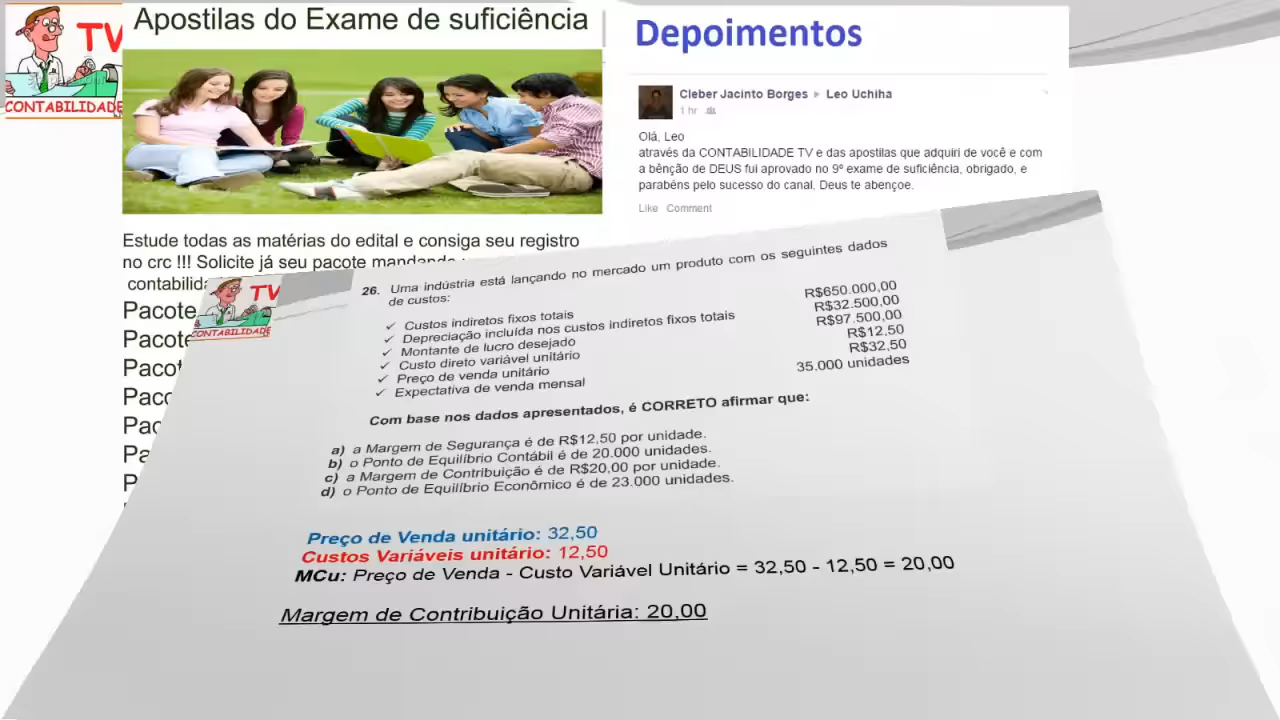 TV
CONTABILIDADE
Apostilas do Exame de suficiência
Estude todas as matérias do edital e consiga seu registro
no crc !!! Solicite já seu pacote mandando
Pacote
Pacote
Depoimentos
Cleber Jacinto Borges ▸ Leo Uchiha
1 hr
Olá, Leo
através da CONTABILIDADE TV e das apostilas que adquiri de você e com
a bênção de DEUS fui aprovado no 9º exame de suficiência, obrigado, e
parabéns pelo sucesso do canal, Deus te abençoe.
Like Comment
TV
CONTABILIDADE
26. Uma indústria está lançando no mercado um produto com os seguintes dados
de custos:
✓ Custos indiretos fixos totais R$650.000,00
✓ Depreciação incluída nos custos indiretos fixos totais R$32.500,00
✓ Montante de lucro desejado R$97.500,00
✓ Custo direto variável unitário R$12,50
✓ Preço de venda unitário R$32,50
✓ Expectativa de venda mensal 35.000 unidades
Com base nos dados apresentados, é CORRETO afirmar que:
a) a Margem de Segurança é de R$12,50 por unidade.
b) o Ponto de Equilíbrio Contábil é de 20.000 unidades.
c) a Margem de Contribuição é de R$20,00 por unidade.
d) o Ponto de Equilíbrio Econômico é de 23.000 unidades.
Preço de Venda unitário: 32,50
Custos Variáveis unitário: 12,50
MCu: Preço de Venda - Custo Variável Unitário = 32,50 - 12,50 = 20,00
Margem de Contribuição Unitária: 20,00